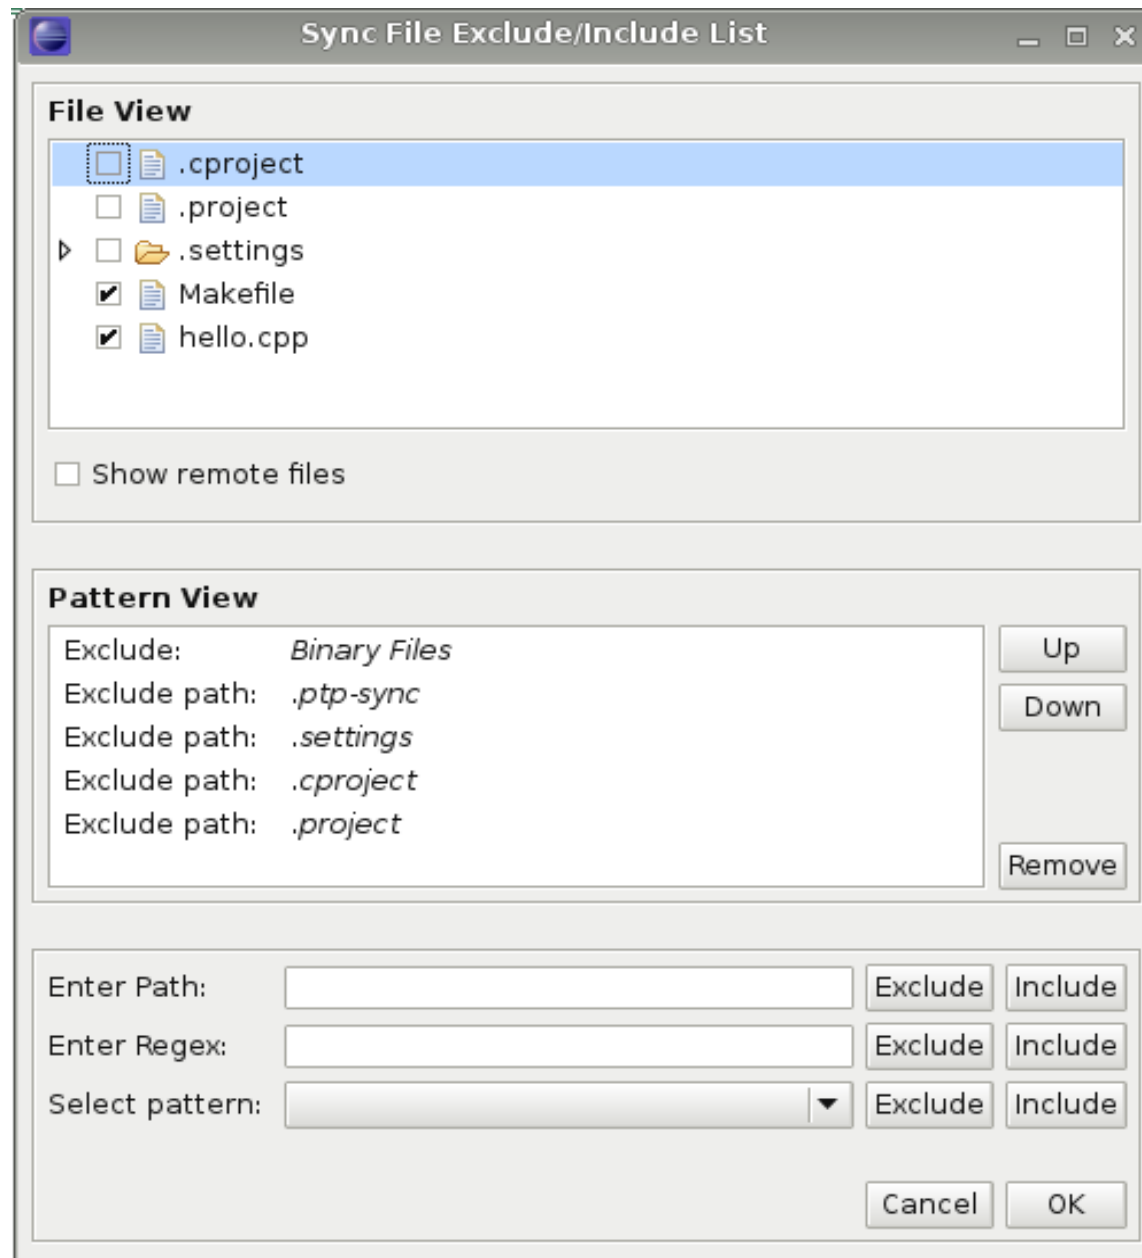 Sync File Exclude/Include List
File View
.cproject
.project
.settings
Makefile
hello.cpp
Show remote files
Pattern View
Exclude: Binary Files
Exclude path: .ptp-sync
Exclude path: .settings
Exclude path: .cproject
Exclude path: .project
Up
Down
Remove
Enter Path: Exclude Include
Enter Regex: Exclude Include
Select pattern: Exclude Include
Cancel OK